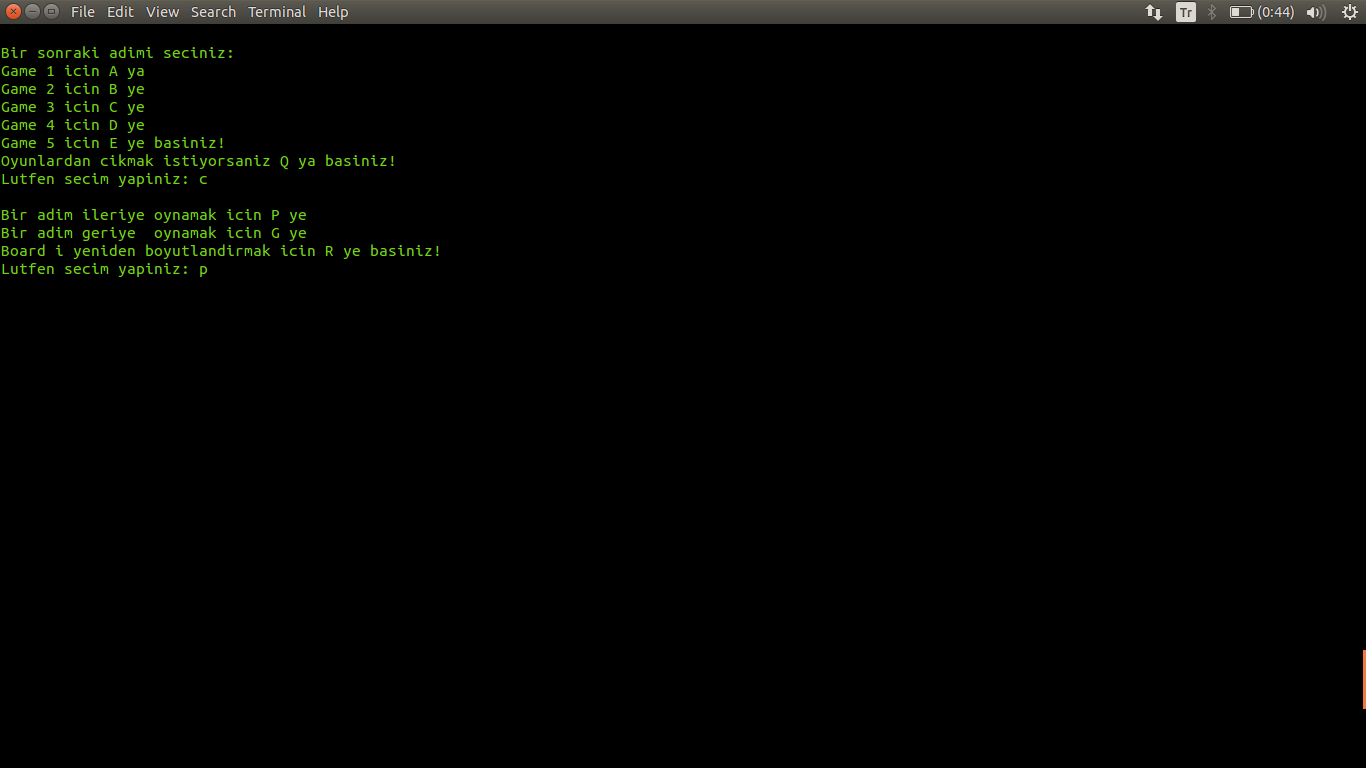 File Edit View Search Terminal Help Tr (0:44)
Bir sonraki adimi seciniz:
Game 1 icin A ya
Game 2 icin B ye
Game 3 icin C ye
Game 4 icin D ye
Game 5 icin E ye basiniz!
Oyunlardan cikmak istiyorsaniz Q ya basiniz!
Lutfen secim yapiniz: c
Bir adim ileriye oynamak icin P ye
Bir adim geriye  oynamak icin G ye
Board i yeniden boyutlandirmak icin R ye basiniz!
Lutfen secim yapiniz: p